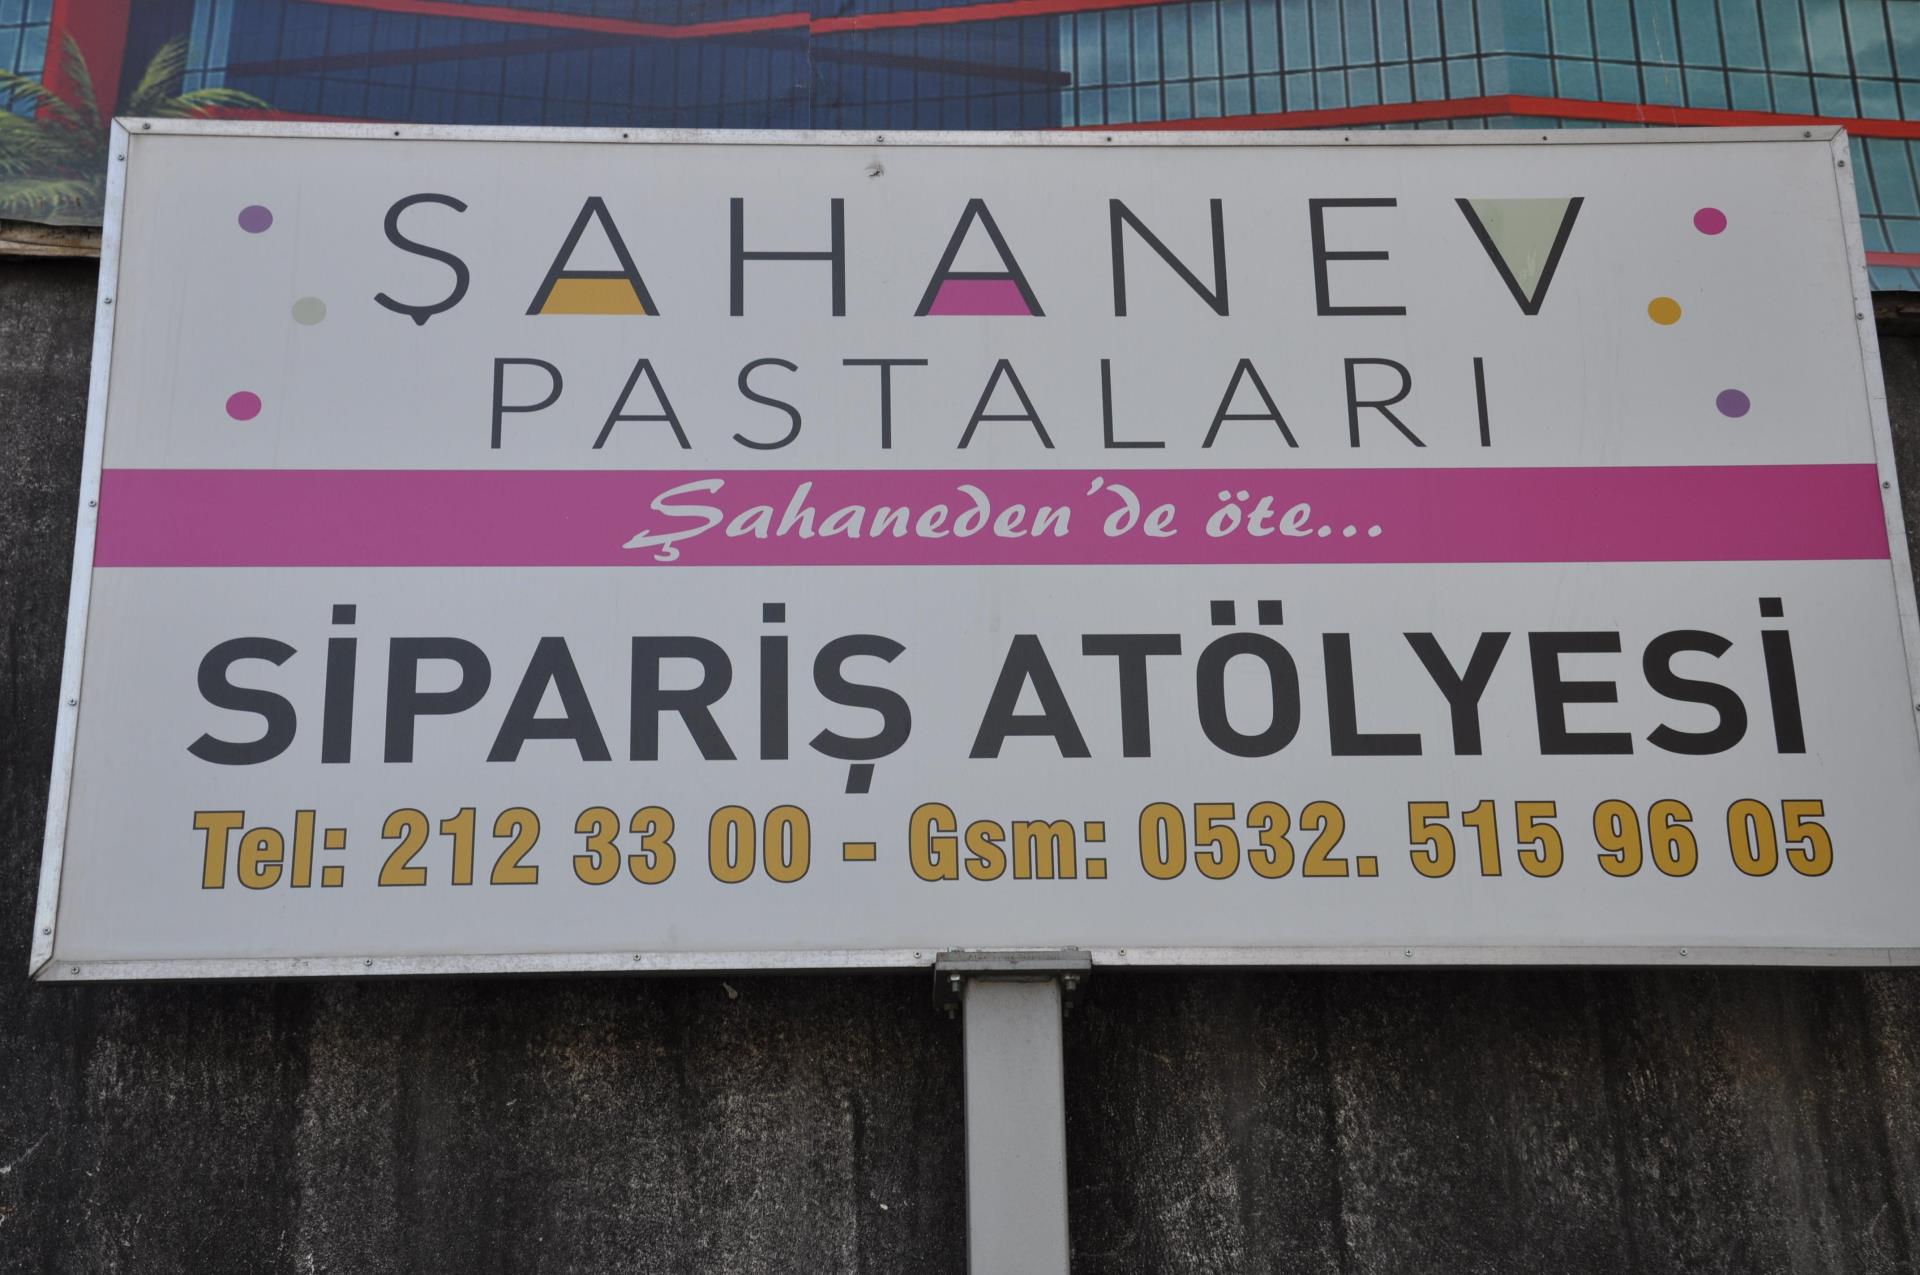 ŞAHANEV
PASTALARI
Şahaneden'de öte...
SİPARİŞ ATÖLYESİ
Tel: 212 33 00 - Gsm: 0532. 515 96 05